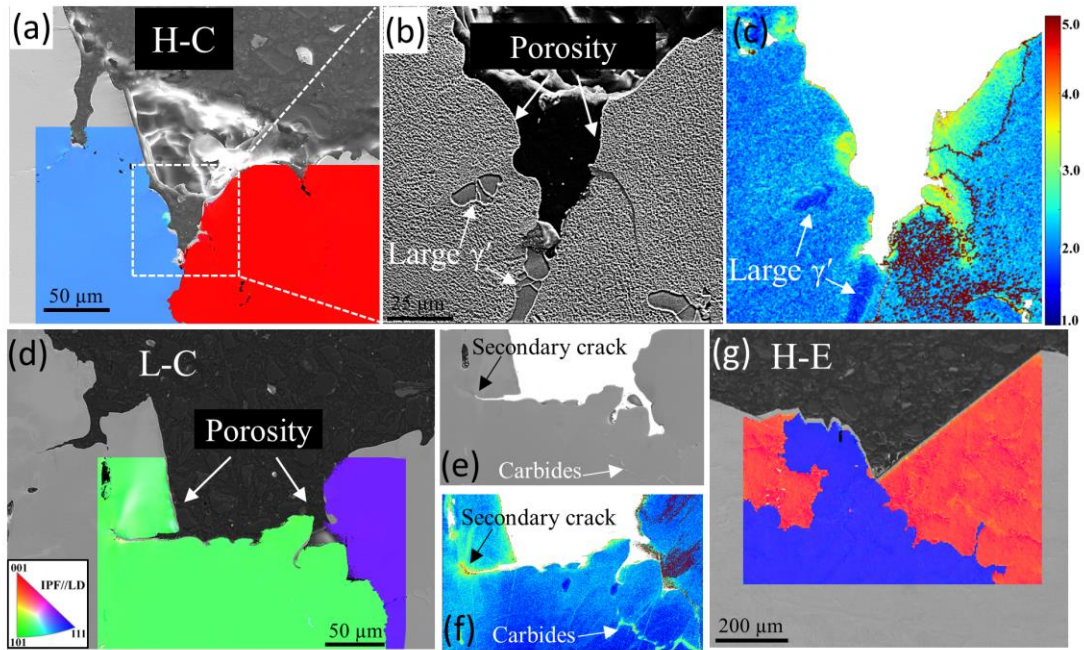 (a)
H-C
50 µm
(b)
Porosity
Large γ′
25 µm
(c)
Large γ′
5.0
4.0
3.0
2.0
1.0
(d)
L-C
Porosity
001
IPF//LD
101
111
50 µm
Secondary crack
Carbides
(e)
Secondary crack
Carbides
(f)
(g)
H-E
200 µm